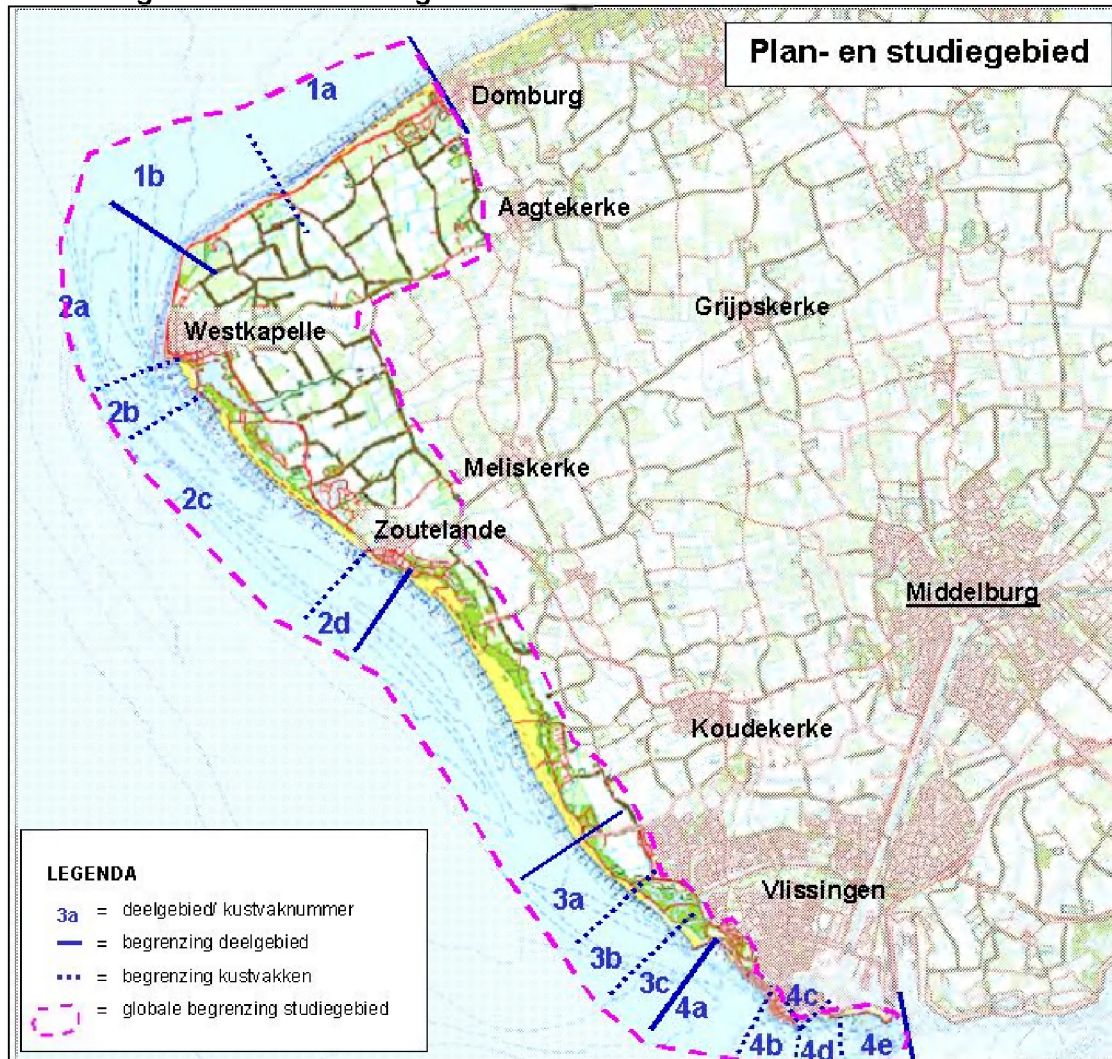 Plan- en studiegebied
1a
Domburg
1b
Aagtekerke
2a
Grijpskerke
Westkapelle
2b
Meliskerke
2c
Zoutelande
Middelburg
2d
Koudekerke
LEGENDA
3a = deelgebied/ kustvaknummer
= begrenzing deelgebied
= begrenzing kustvakken
= globale begrenzing studiegebied
3a
Vlissingen
3b
3c
4a
4c
4b
4d
4e